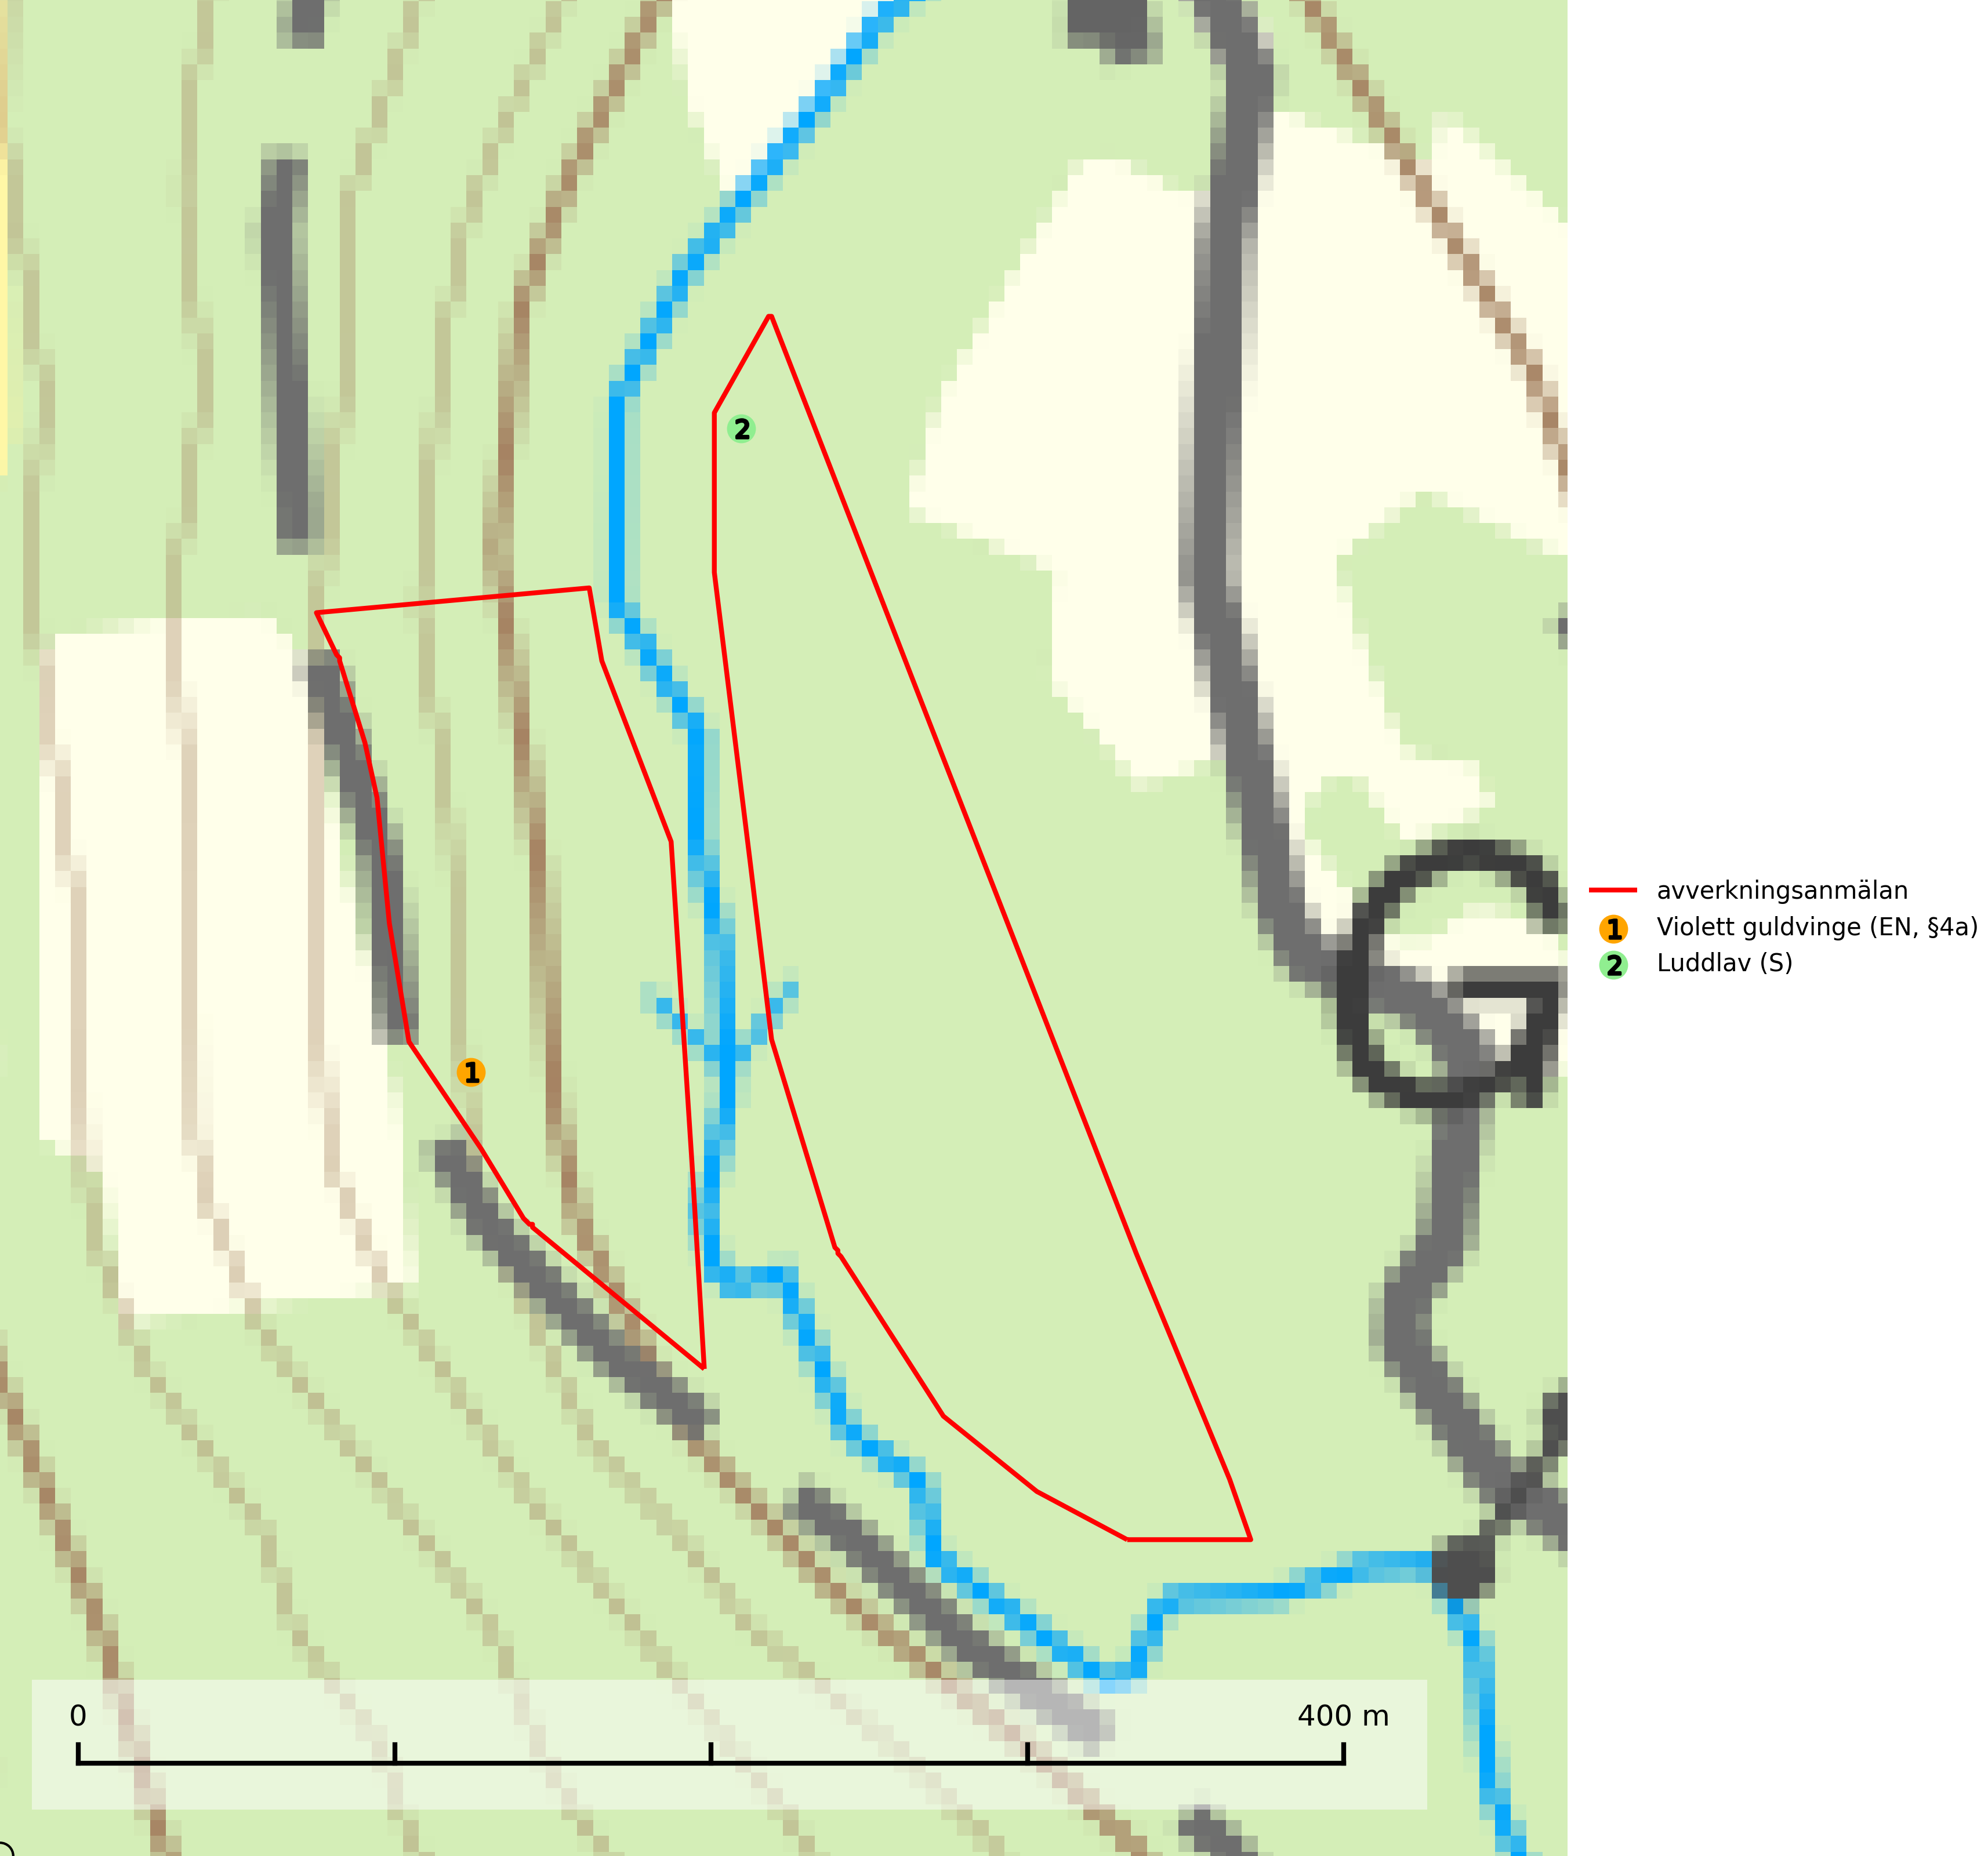 2
avverkningsanmälan
1 Violett guldvinge (EN, §4a)
2 Luddlav (S)
1
0 400 m